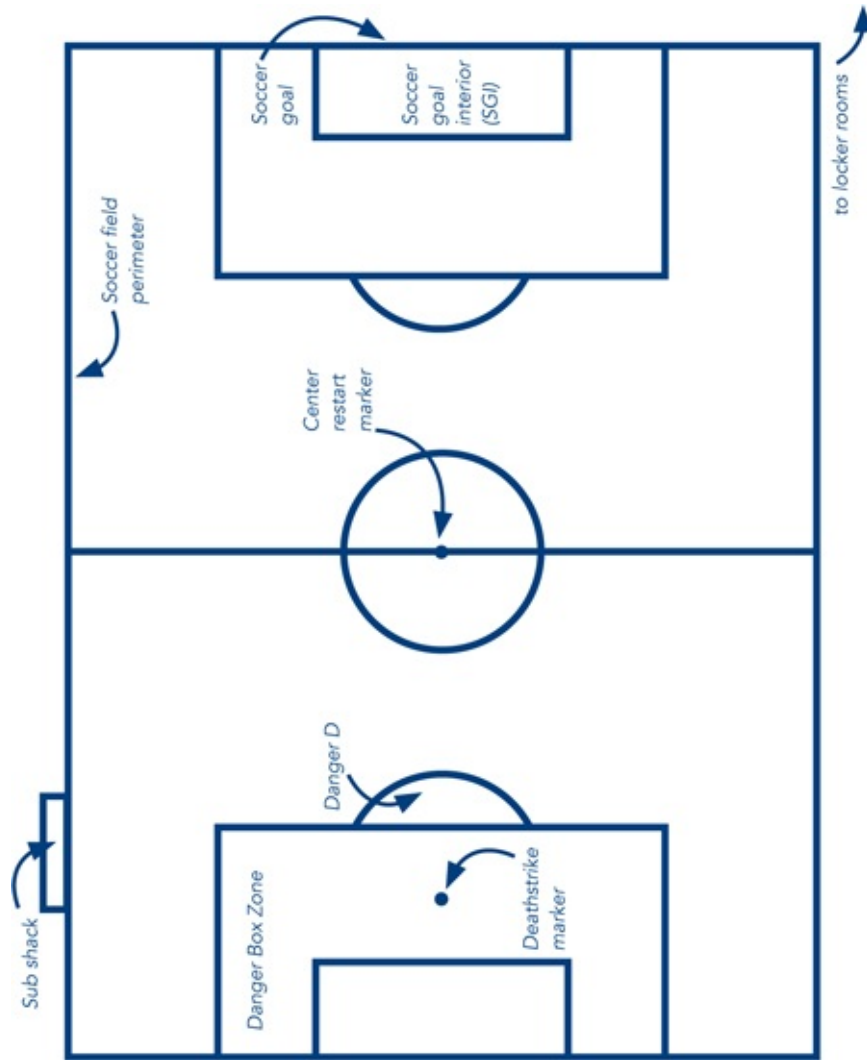 Sub shack
Soccer field
perimeter
Danger Box Zone
Soccer
goal
Center
restart
marker
Danger D
Soccer
goal
interior
(SGI)
Deathstrike
marker
to locker rooms